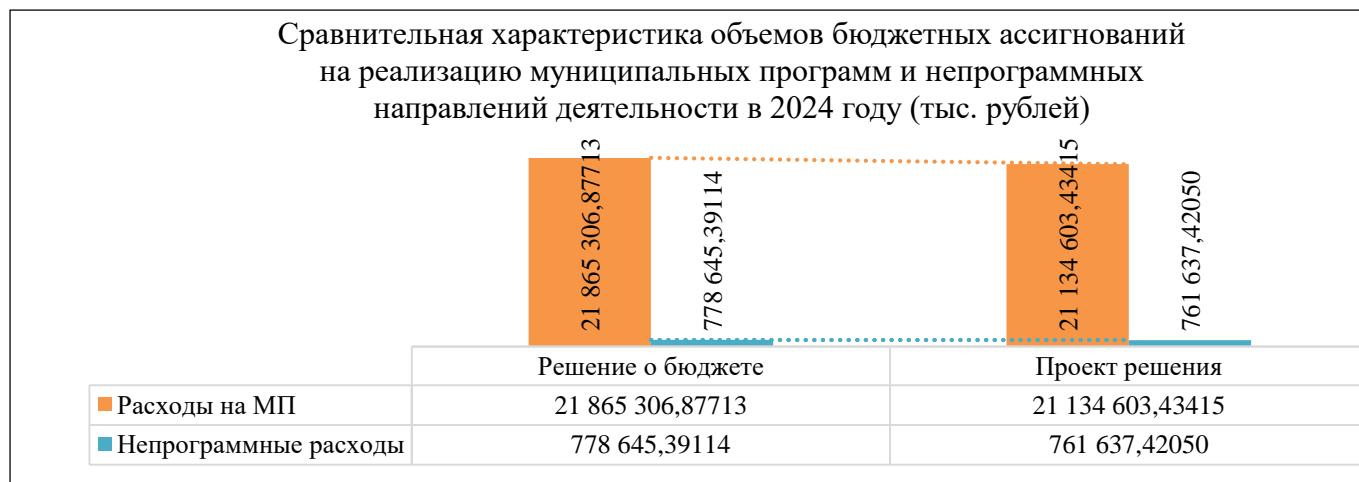 Сравнительная характеристика объемов бюджетных ассигнований
на реализацию муниципальных программ и непрограммных
направлений деятельности в 2024 году (тыс. рублей)
21 865 306,87713
778 645,39114
21 134 603,43415
761 637,42050
Решение о бюджете
Проект решения
Расходы на МП
21 865 306,87713
21 134 603,43415
Непрограммные расходы
778 645,39114
761 637,42050